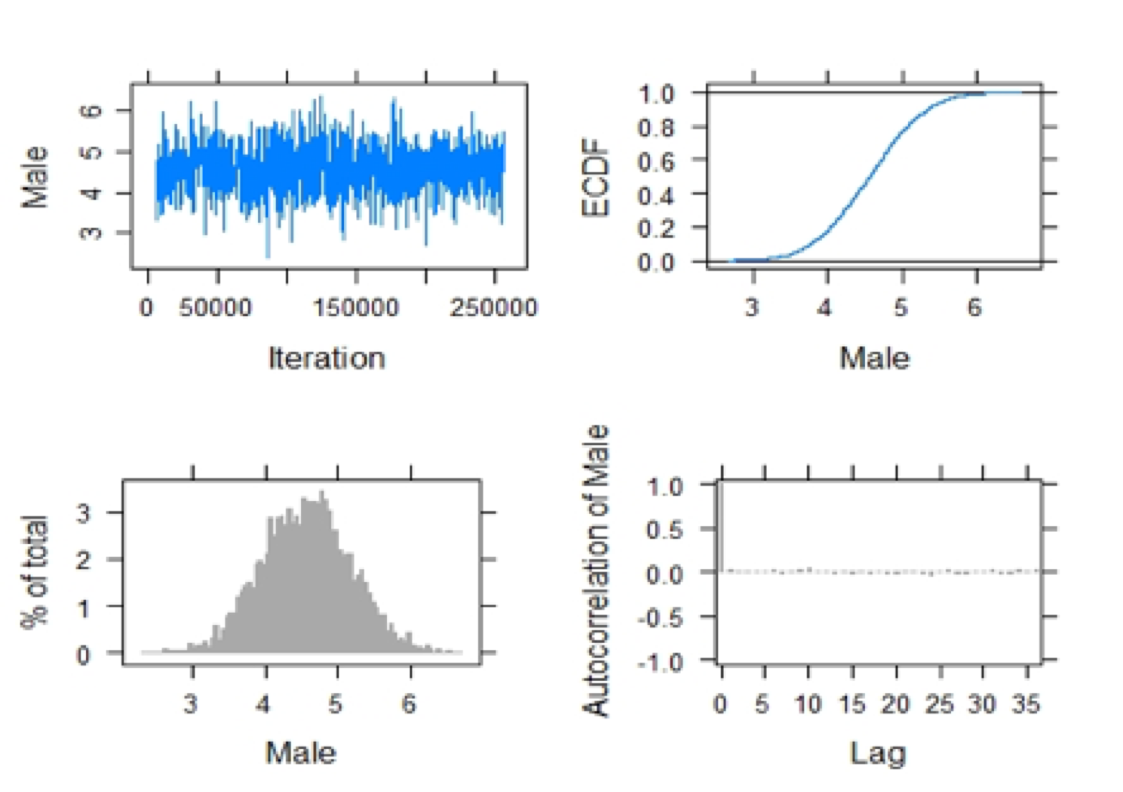 Male
6
5
4
3
0 50000 150000 250000
Iteration
ECDF
1.0
0.8
0.6
0.4
0.2
0.0
3 4 5 6
Male
% of total
3
2
1
0
3 4 5 6
Male
Autocorrelation of Male
1.0
0.5
0.0
-0.5
-1.0
0 5 10 15 20 25 30 35
Lag